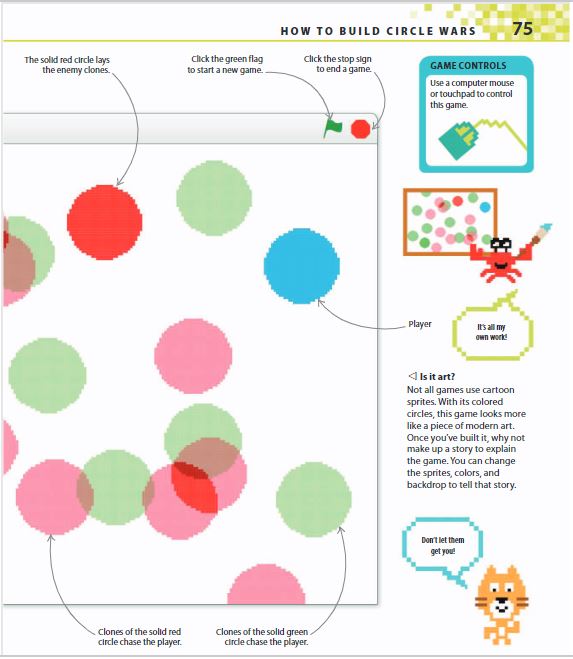 HOW TO BUILD CIRCLE WARS 75
The solid red circle lays
the enemy clones.
Click the green flag
to start a new game.
Click the stop sign
to end a game.
GAME CONTROLS
Use a computer mouse
or touchpad to control
this game.
Player
It's all my
own work!
◁ Is it art?
Not all games use cartoon
sprites. With its colored
circles, this game looks more
like a piece of modern art.
Once you've built it, why not
make up a story to explain
the game. You can change
the sprites, colors, and
backdrop to tell that story.
Don't let them
get you!
Clones of the solid red
circle chase the player.
Clones of the solid green
circle chase the player.